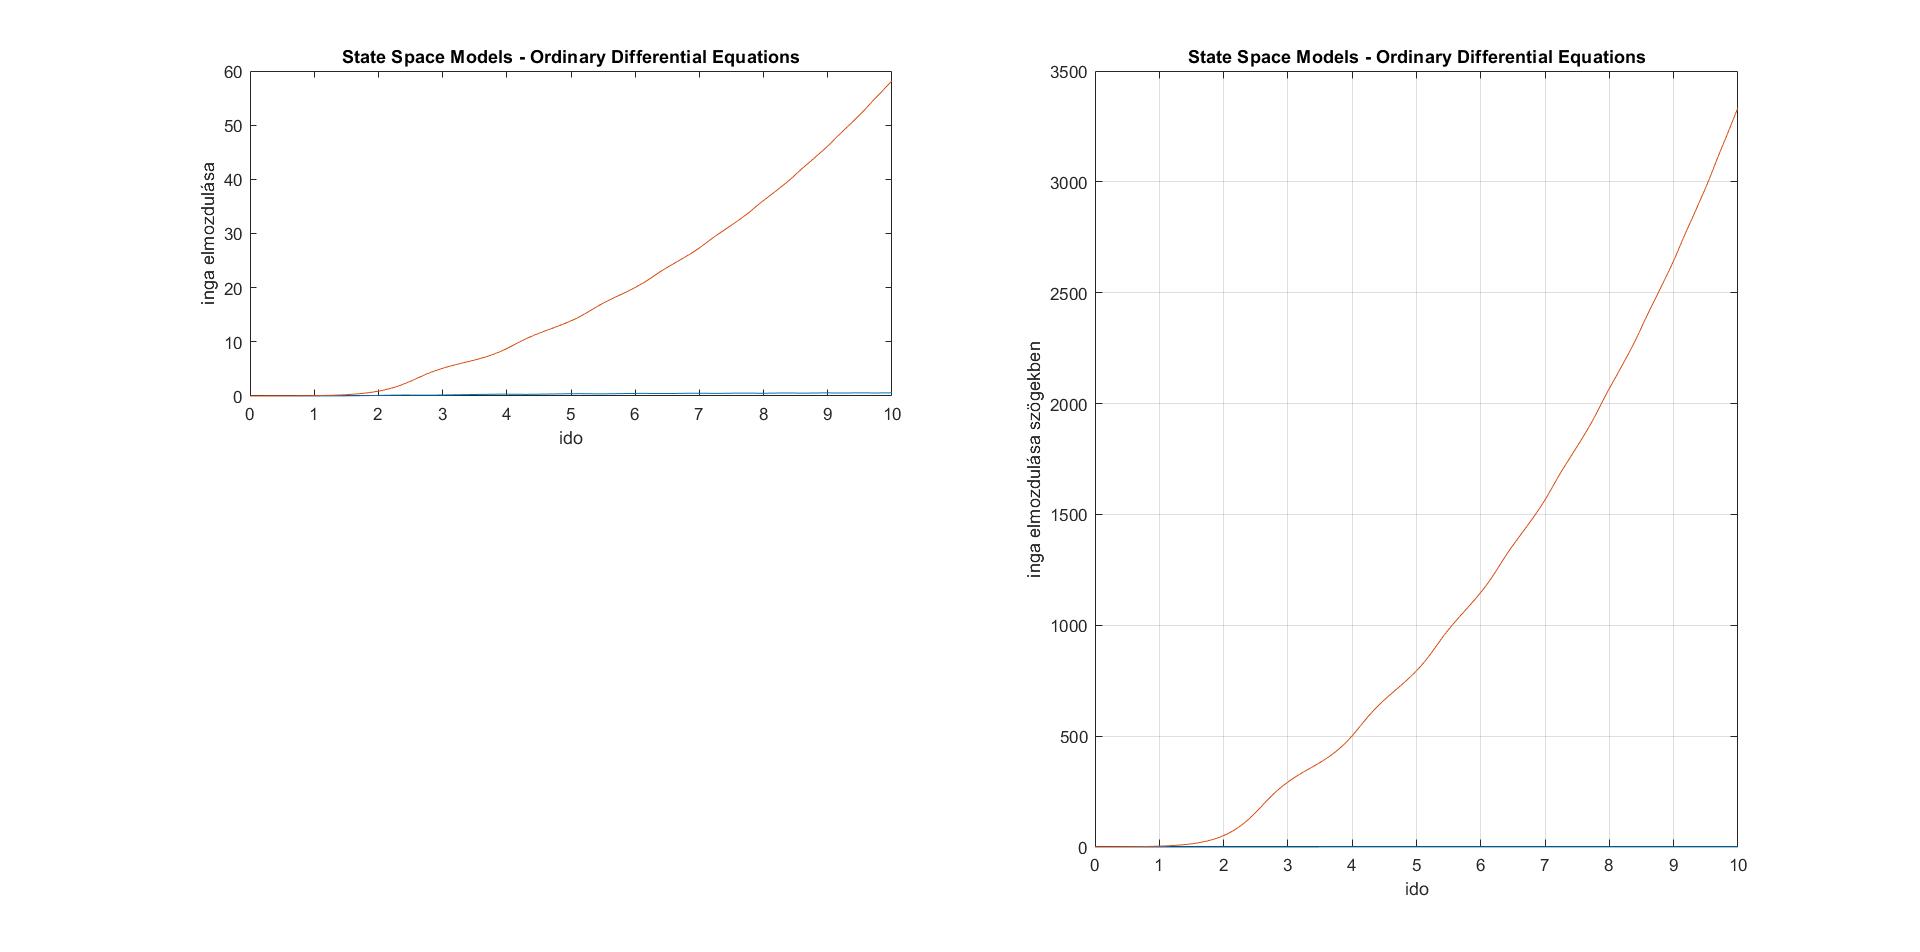 State Space Models - Ordinary Differential Equations
60
50
40
30
20
10
0
inga elmozdulása
0 1 2 3 4 5 6 7 8 9 10
ido
State Space Models - Ordinary Differential Equations
3500
3000
2500
2000
1500
1000
500
0
inga elmozdulása szögekben
0 1 2 3 4 5 6 7 8 9 10
ido